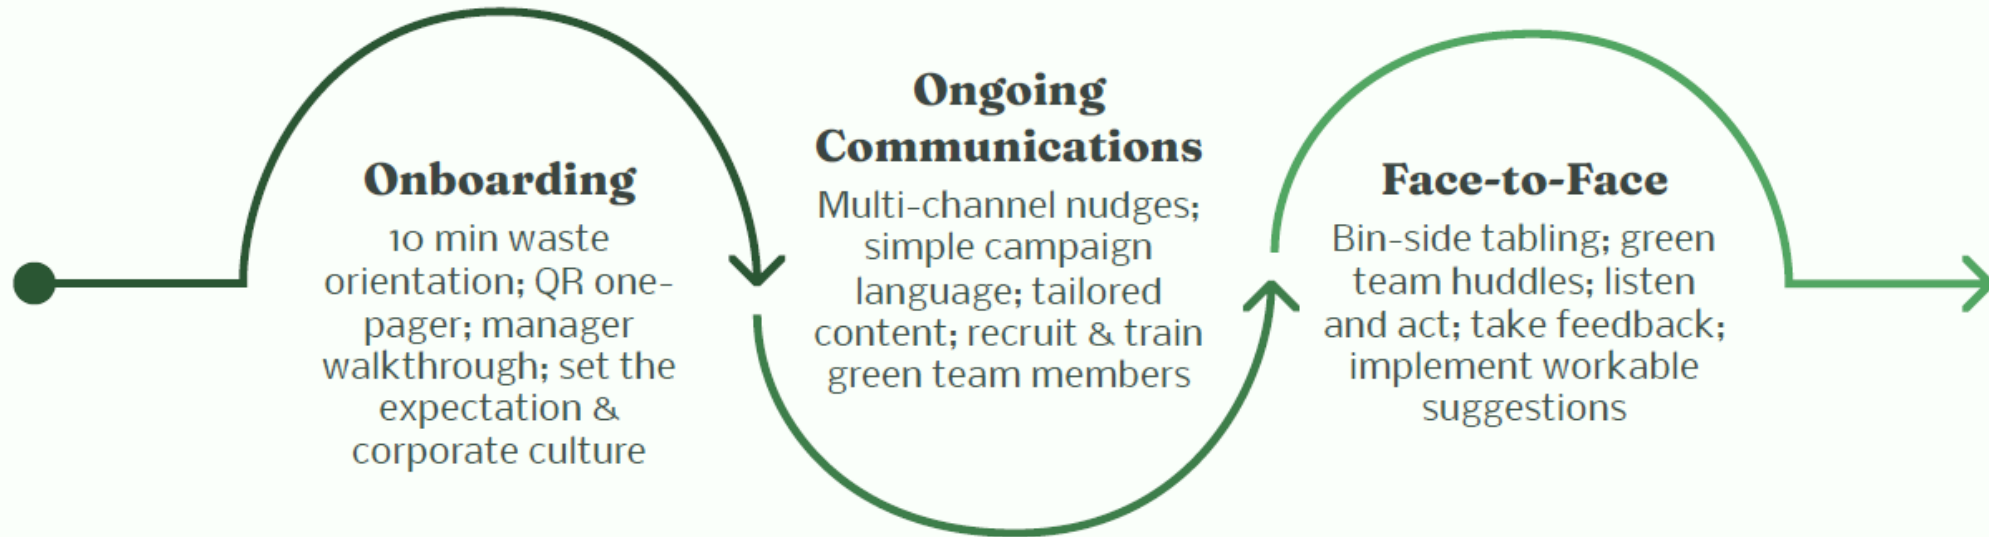 Onboarding
10 min waste
orientation; QR one-
pager; manager
walkthrough; set the
expectation &
corporate culture
Ongoing
Communications
Multi-channel nudges;
simple campaign
language; tailored
content; recruit & train
green team members
Face-to-Face
Bin-side tabling; green
team huddles; listen
and act; take feedback;
implement workable
suggestions